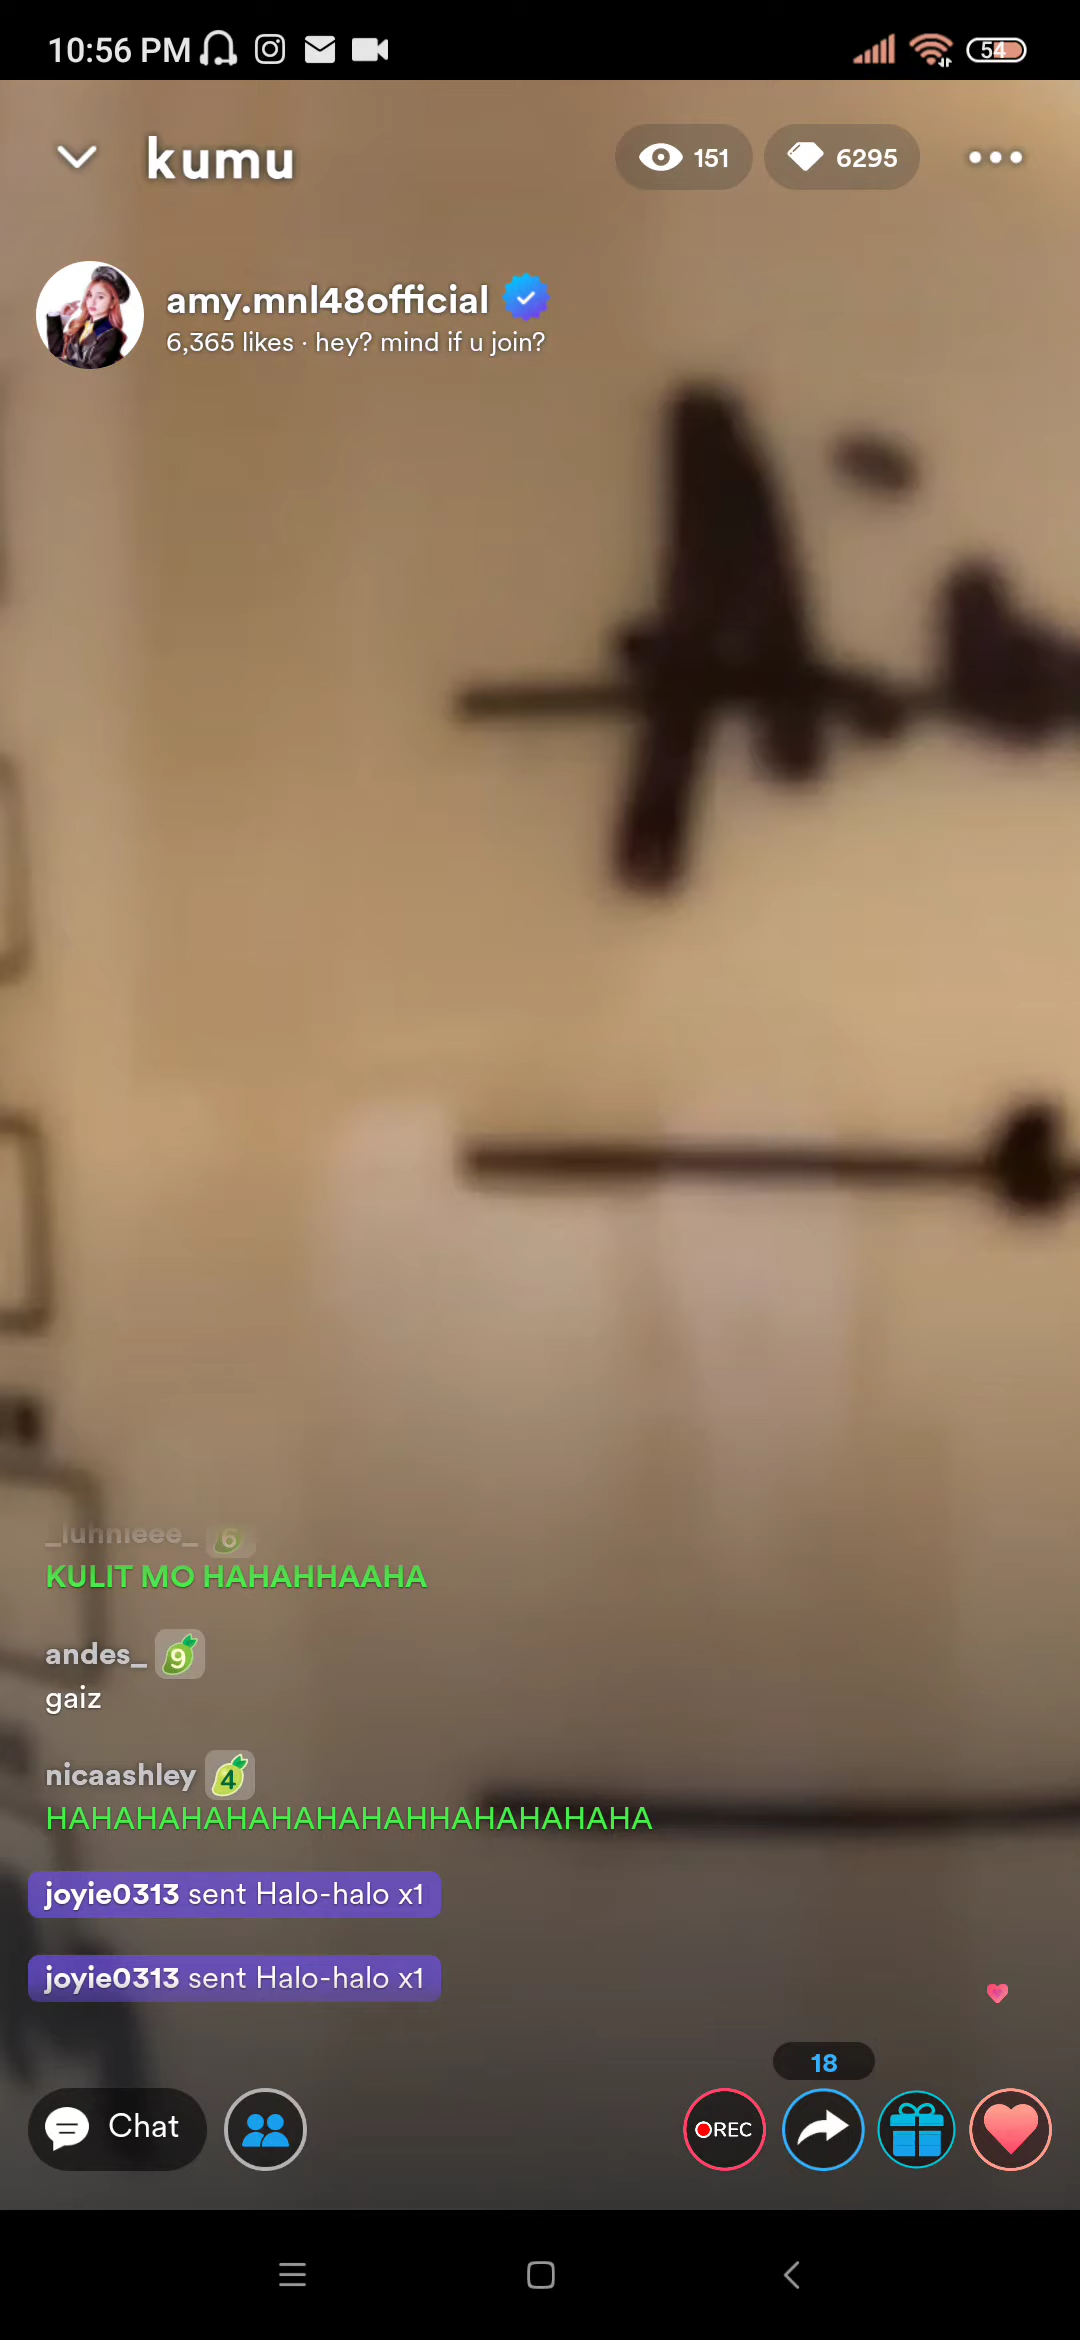 10:56 PM
54
kumu
151
6295
amy.mnl48official
6,365 likes · hey? mind if u join?
_luhnieee_ 6
KULIT MO HAHAHHAAHA
andes_ 9
gaiz
nicaashley 4
HAHAHAHAHAHAHAHAHHAHAHAHAHA
joyie0313 sent Halo-halo x1
joyie0313 sent Halo-halo x1
18
Chat
REC